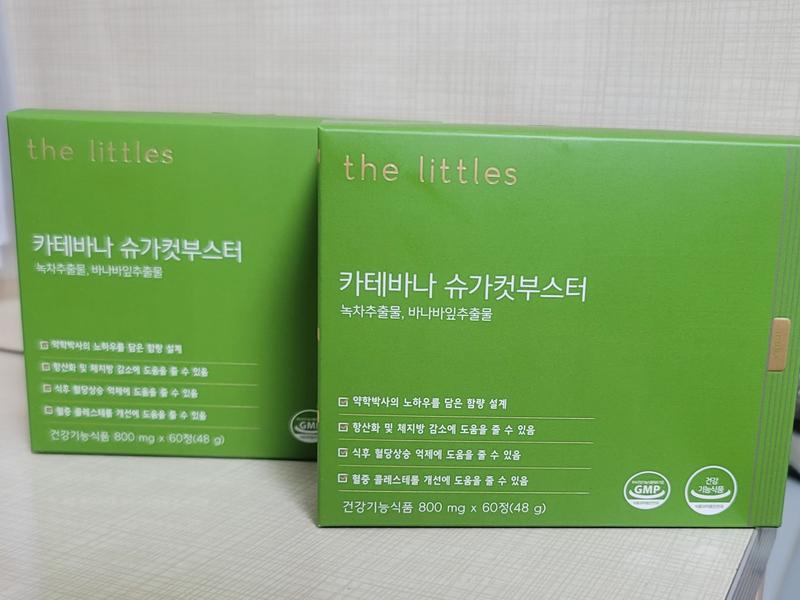 the littles
카테바나 슈가컷부스터
녹차추출물, 바나바잎추출물
약학박사의 노하우를 담은 함량 설계
항산화 및 체지방 감소에 도움을 줄 수 있음
식후 혈당상승 억제에 도움을 줄 수 있음
혈중 콜레스테롤 개선에 도움을 줄 수 있음
건강기능식품 800 mg x 60정(48 g)
GM
the littles
카테바나 슈가컷부스터
녹차추출물, 바나바잎추출물
약학박사의 노하우를 담은 함량 설계
항산화 및 체지방 감소에 도움을 줄 수 있음
식후 혈당상승 억제에 도움을 줄 수 있음
혈중 콜레스테롤 개선에 도움을 줄 수 있음
건강기능식품 800 mg x 60정(48 g)
GMP
건강
기능식품